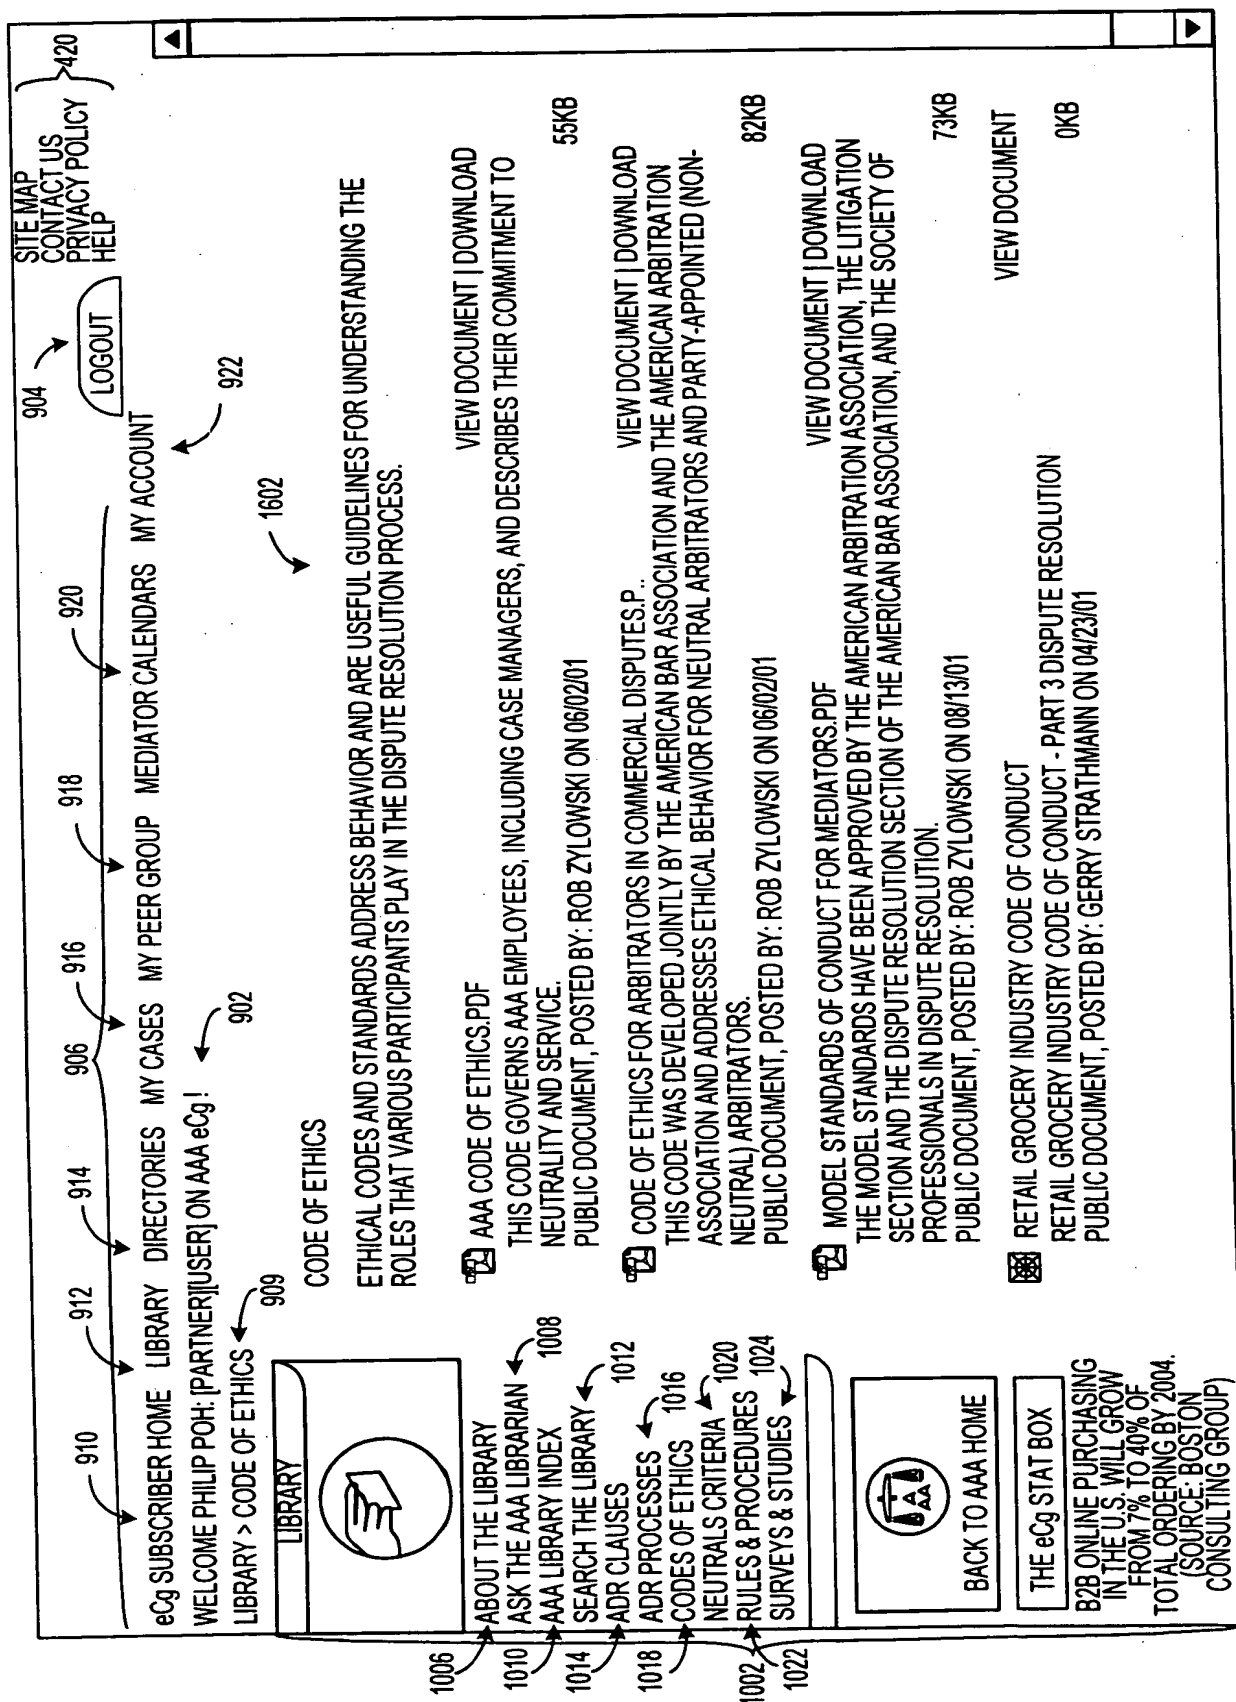 904
SITE MAP
CONTACT US
PRIVACY POLICY
HELP
420
LOGOUT
910
912
914
906
916
918
920
eCg SUBSCRIBER HOME LIBRARY DIRECTORIES MY CASES MY PEER GROUP MEDIATOR CALENDARS MY ACCOUNT
922
WELCOME PHILIP POH: [PARTNER][USER] ON AAA eCg!
902
LIBRARY > CODE OF ETHICS
909
1602
LIBRARY
1006
ABOUT THE LIBRARY
ASK THE AAA LIBRARIAN
1008
1010
AAA LIBRARY INDEX
SEARCH THE LIBRARY
1012
1014
ADR CLAUSES
ADR PROCESSES
1016
1018
CODES OF ETHICS
NEUTRALS CRITERIA
1020
1002
RULES & PROCEDURES
1022
SURVEYS & STUDIES
1024
BACK TO AAA HOME
THE eCg STAT BOX
B2B ONLINE PURCHASING
IN THE U.S. WILL GROW
FROM 7% TO 40% OF
TOTAL ORDERING BY 2004.
(SOURCE: BOSTON
CONSULTING GROUP)
CODE OF ETHICS
ETHICAL CODES AND STANDARDS ADDRESS BEHAVIOR AND ARE USEFUL GUIDELINES FOR UNDERSTANDING THE
ROLES THAT VARIOUS PARTICIPANTS PLAY IN THE DISPUTE RESOLUTION PROCESS.
AAA CODE OF ETHICS.PDF VIEW DOCUMENT | DOWNLOAD
THIS CODE GOVERNS AAA EMPLOYEES, INCLUDING CASE MANAGERS, AND DESCRIBES THEIR COMMITMENT TO
NEUTRALITY AND SERVICE.
PUBLIC DOCUMENT, POSTED BY: ROB ZYLOWSKI ON 06/02/01 55KB
CODE OF ETHICS FOR ARBITRATORS IN COMMERCIAL DISPUTES.P.. VIEW DOCUMENT | DOWNLOAD
THIS CODE WAS DEVELOPED JOINTLY BY THE AMERICAN BAR ASSOCIATION AND THE AMERICAN ARBITRATION
ASSOCIATION AND ADDRESSES ETHICAL BEHAVIOR FOR NEUTRAL ARBITRATORS AND PARTY-APPOINTED (NON-
NEUTRAL) ARBITRATORS.
PUBLIC DOCUMENT, POSTED BY: ROB ZYLOWSKI ON 06/02/01 82KB
MODEL STANDARDS OF CONDUCT FOR MEDIATORS.PDF VIEW DOCUMENT | DOWNLOAD
THE MODEL STANDARDS HAVE BEEN APPROVED BY THE AMERICAN ARBITRATION ASSOCIATION, THE LITIGATION
SECTION AND THE DISPUTE RESOLUTION SECTION OF THE AMERICAN BAR ASSOCIATION, AND THE SOCIETY OF
PROFESSIONALS IN DISPUTE RESOLUTION.
PUBLIC DOCUMENT, POSTED BY: ROB ZYLOWSKI ON 08/13/01 73KB
RETAIL GROCERY INDUSTRY CODE OF CONDUCT VIEW DOCUMENT
RETAIL GROCERY INDUSTRY CODE OF CONDUCT - PART 3 DISPUTE RESOLUTION
PUBLIC DOCUMENT, POSTED BY: GERRY STRATHMANN ON 04/23/01 0KB